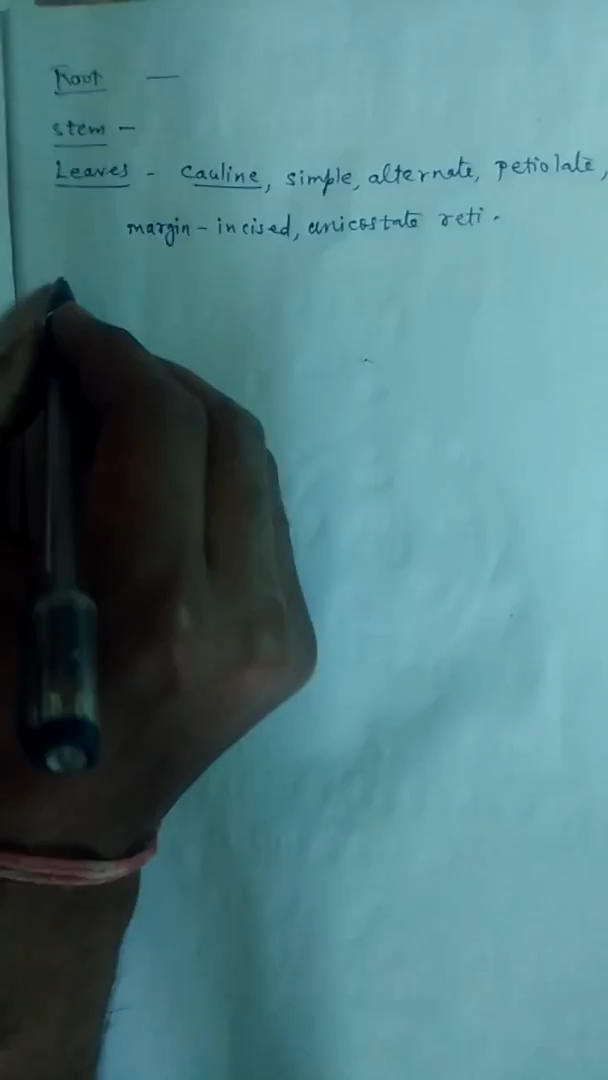 Root —
stem -
Leaves - cauline, simple, alternate, petiolate,
margin - incised, unicostate reti.